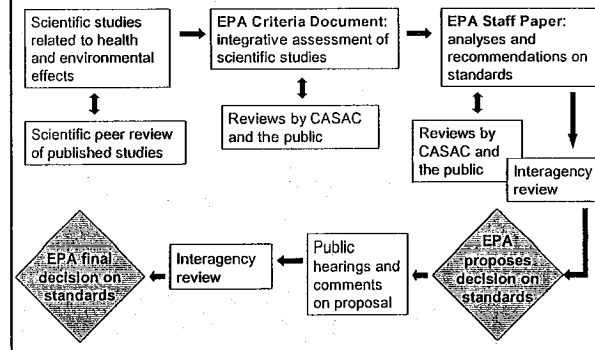 Scientific studies
related to health
and environmental
effects
EPA Criteria Document:
integrative assessment of
scientific studies
EPA Staff Paper:
analyses and
recommendations on
standards
Scientific peer review
of published studies
Reviews by CASAC
and the public
Reviews by
CASAC and
the public
Interagency
review
EPA
proposes
decision on
standards
Public
hearings and
comments
on proposal
Interagency
review
EPA final
decision on
standards